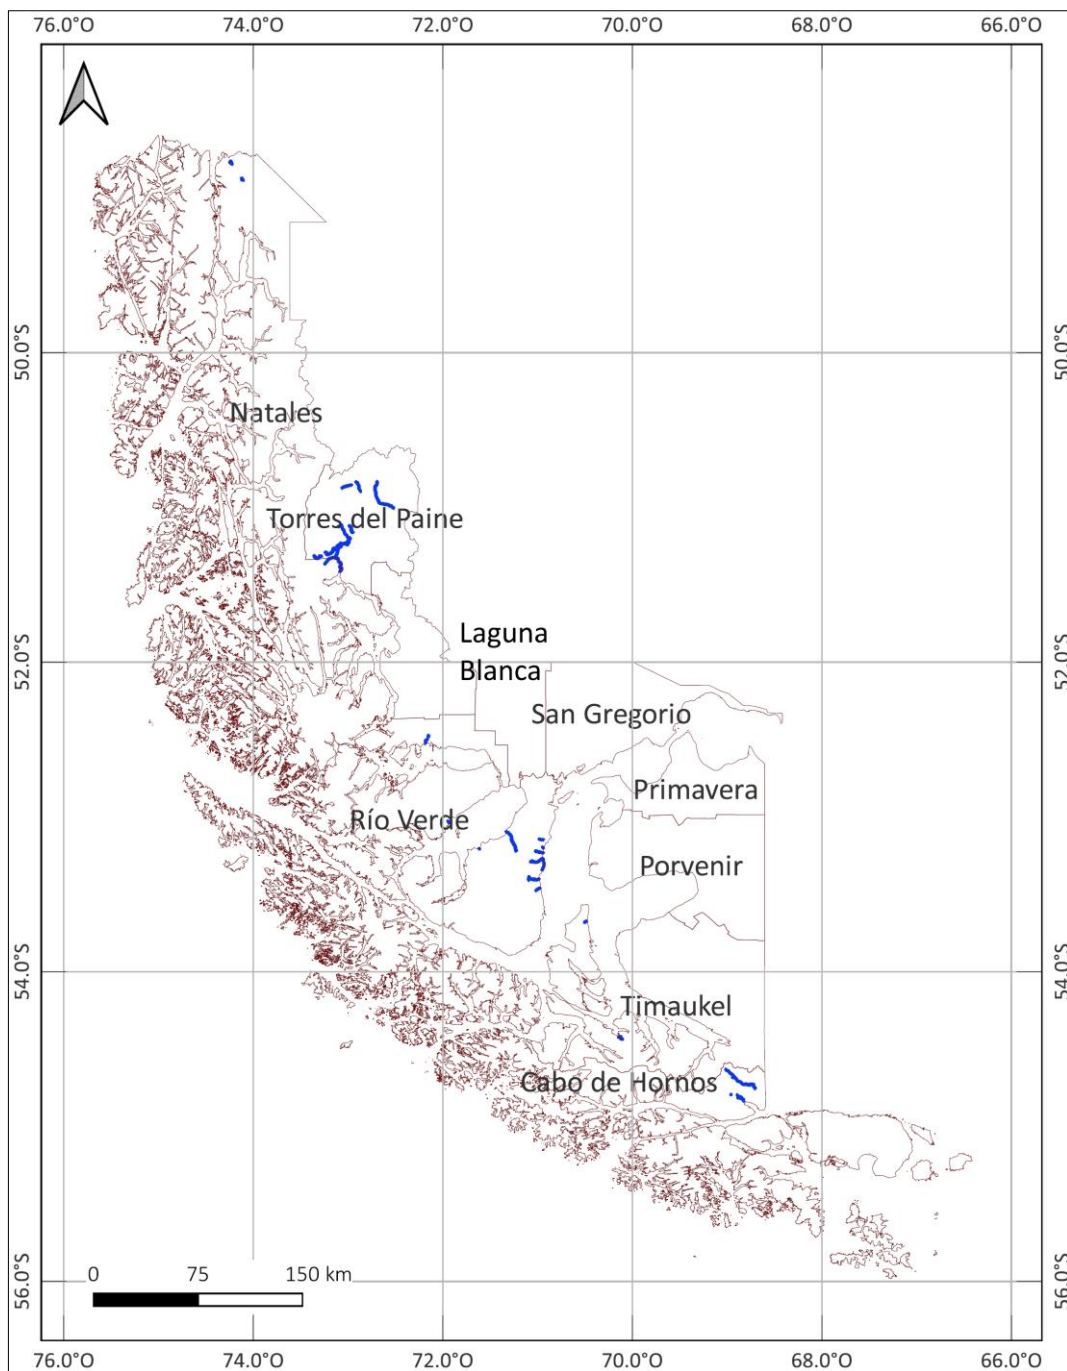 76.0°O 74.0°O 72.0°O 70.0°O 68.0°O 66.0°O
50.0°S 50.0°S
Natales
Torres del Paine
Laguna
Blanca
52.0°S 52.0°S
San Gregorio
Primavera
Río Verde
Porvenir
54.0°S 54.0°S
Timaukel
Cabo de Hornos
0 75 150 km
56.0°S 56.0°S
76.0°O 74.0°O 72.0°O 70.0°O 68.0°O 66.0°O